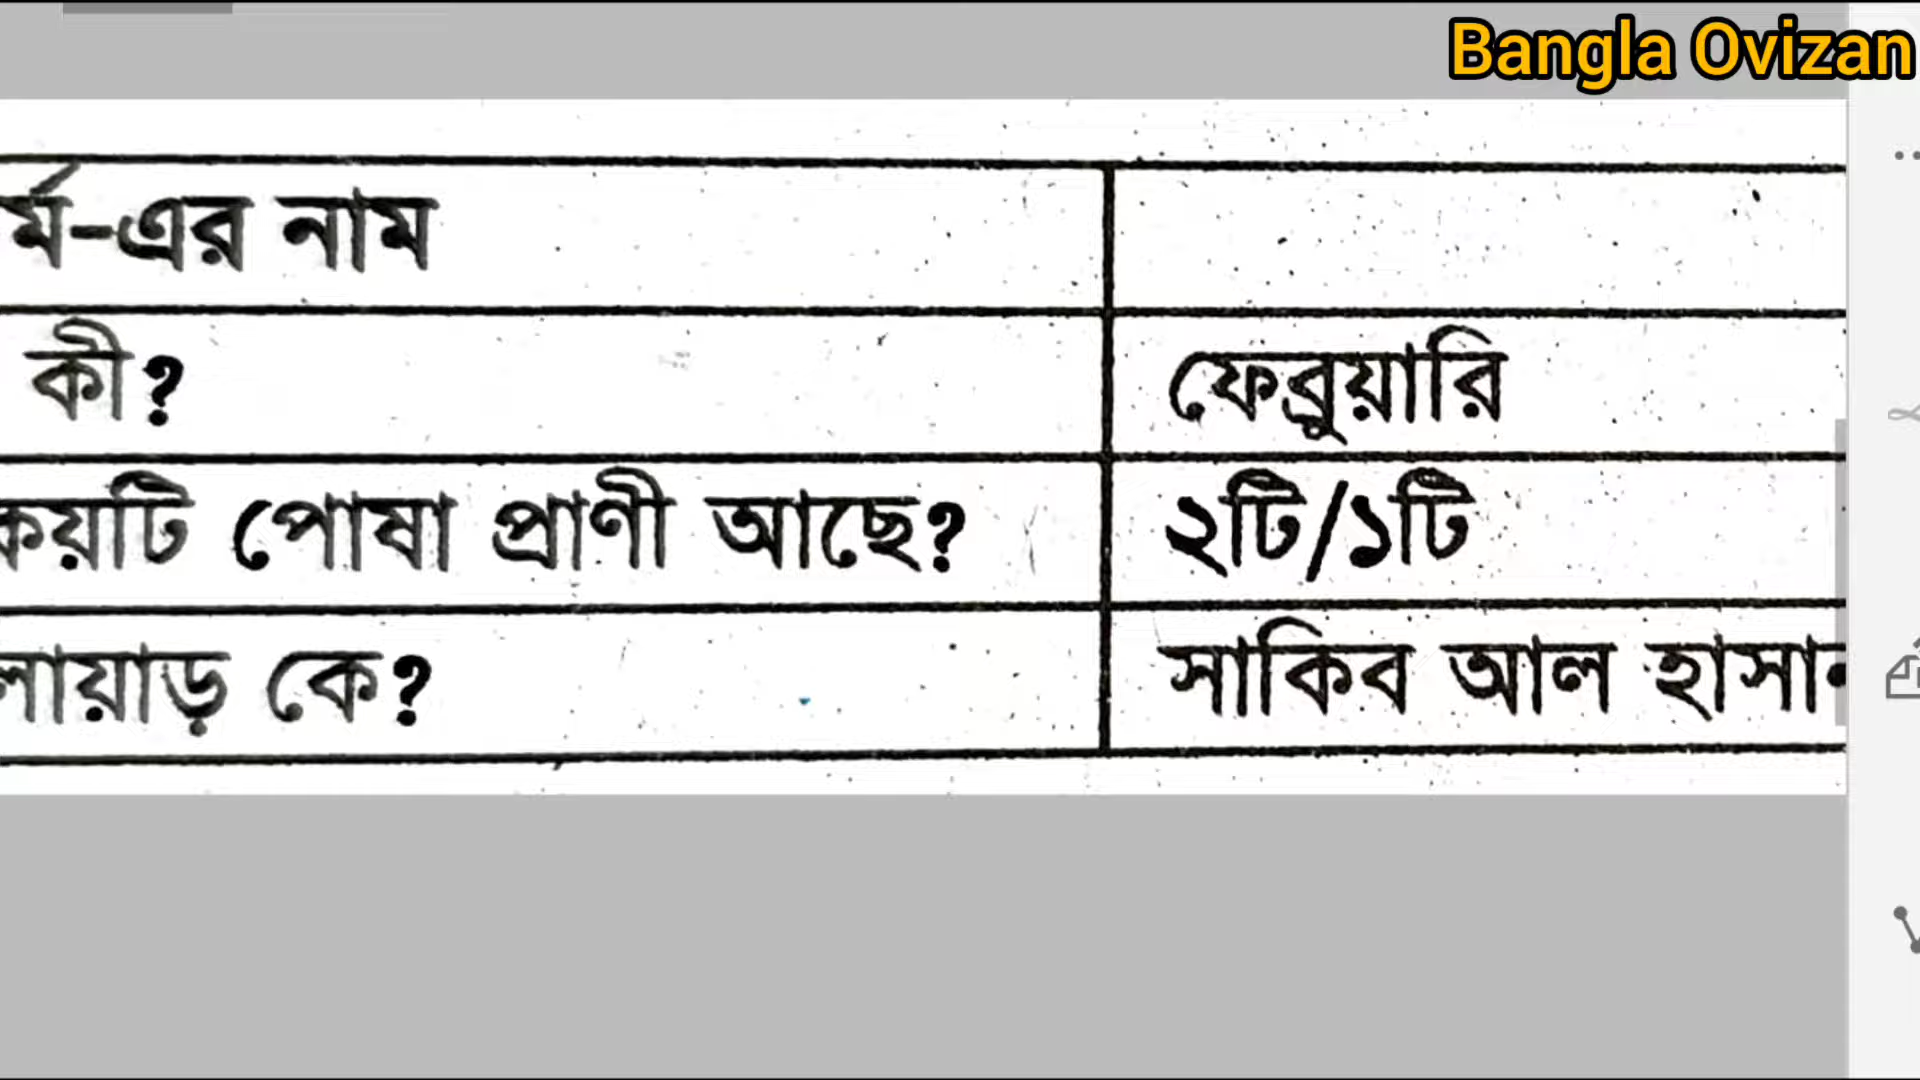 Bangla Ovizan
র্ম-এর নাম
কী?
ফেব্রুয়ারি
কয়টি পোষা প্রাণী আছে?
২টি/১টি
লায়াড় কে?
সাকিব আল হাসান